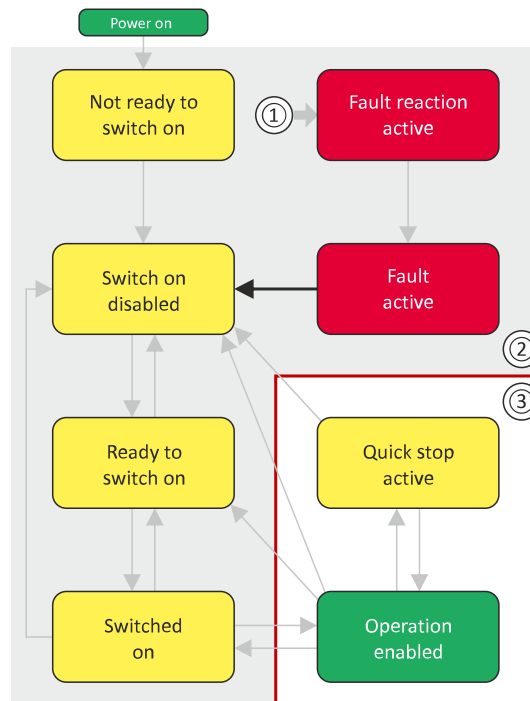 Power on
Not ready to
switch on
①
Fault reaction
active
Switch on
disabled
Fault
active
②
③
Ready to
switch on
Quick stop
active
Switched
on
Operation
enabled